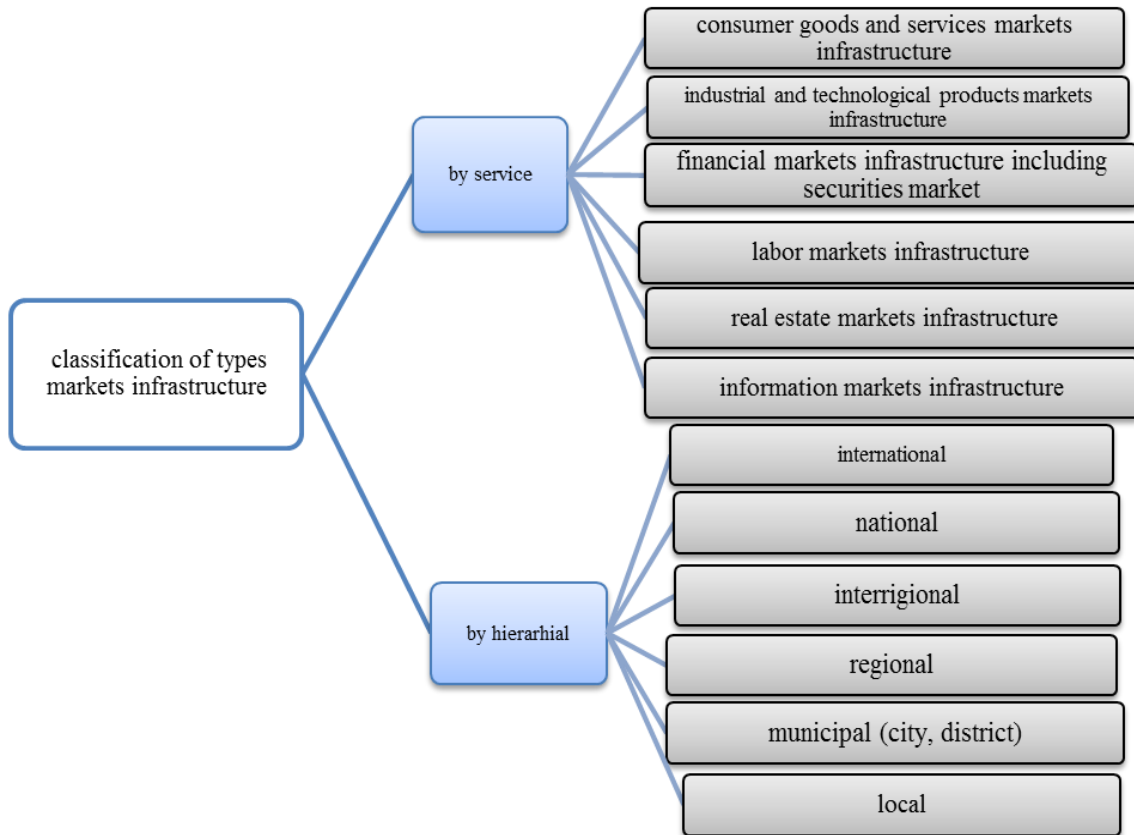 classification of types
markets infrastructure
by service
consumer goods and services markets
infrastructure
industrial and technological products markets
infrastructure
financial markets infrastructure including
securities market
labor markets infrastructure
real estate markets infrastructure
information markets infrastructure
by hierarhial
international
national
interrigional
regional
municipal (city, district)
local